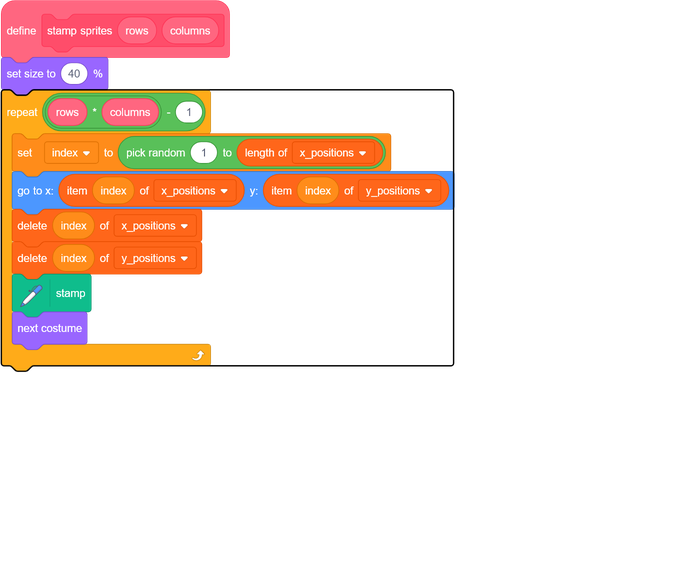 define stamp sprites rows columns
set size to 40 %
repeat rows * columns - 1
set index to pick random 1 to length of x_positions
go to x: item index of x_positions y: item index of y_positions
delete index of x_positions
delete index of y_positions
stamp
next costume